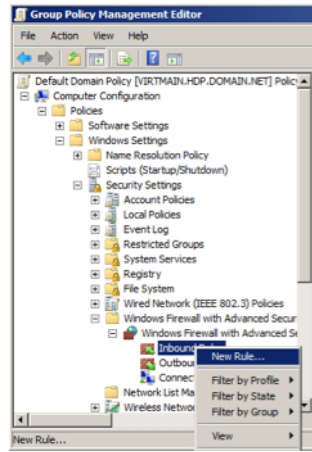 Group Policy Management Editor
File Action View Help
Default Domain Policy [VIRTMAIN.HDP.DOMAIN.NET] Policy
Computer Configuration
Policies
Software Settings
Windows Settings
Name Resolution Policy
Scripts (Startup/Shutdown)
Security Settings
Account Policies
Local Policies
Event Log
Restricted Groups
System Services
Registry
File System
Wired Network (IEEE 802.3) Policies
Windows Firewall with Advanced Secur
Windows Firewall with Advanced Se
Inbound
New Rule...
Outbou
Connec
Filter by Profile
Network List Ma
Filter by State
Wireless Networ
Filter by Group
View
New Rule...